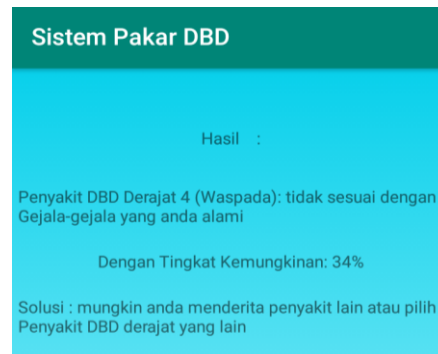 Sistem Pakar DBD
Hasil :
Penyakit DBD Derajat 4 (Waspada): tidak sesuai dengan
Gejala-gejala yang anda alami
Dengan Tingkat Kemungkinan: 34%
Solusi : mungkin anda menderita penyakit lain atau pilih
Penyakit DBD derajat yang lain